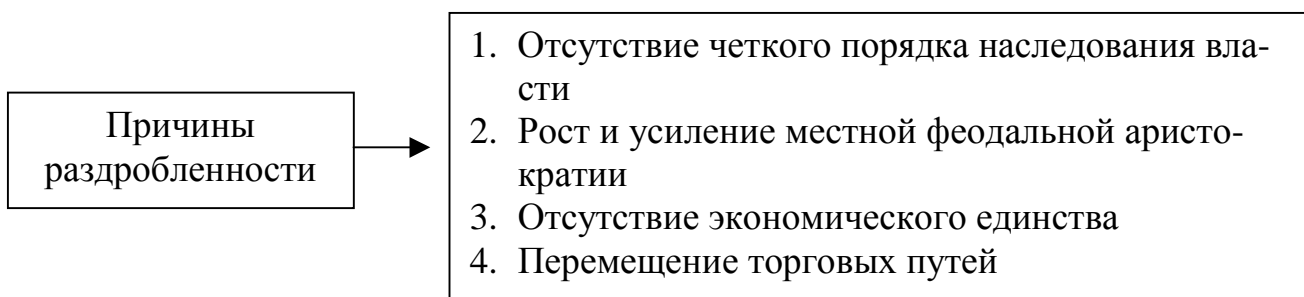 Причины
раздробленности
1. Отсутствие четкого порядка наследования вла-
сти
2. Рост и усиление местной феодальной аристо-
кратии
3. Отсутствие экономического единства
4. Перемещение торговых путей